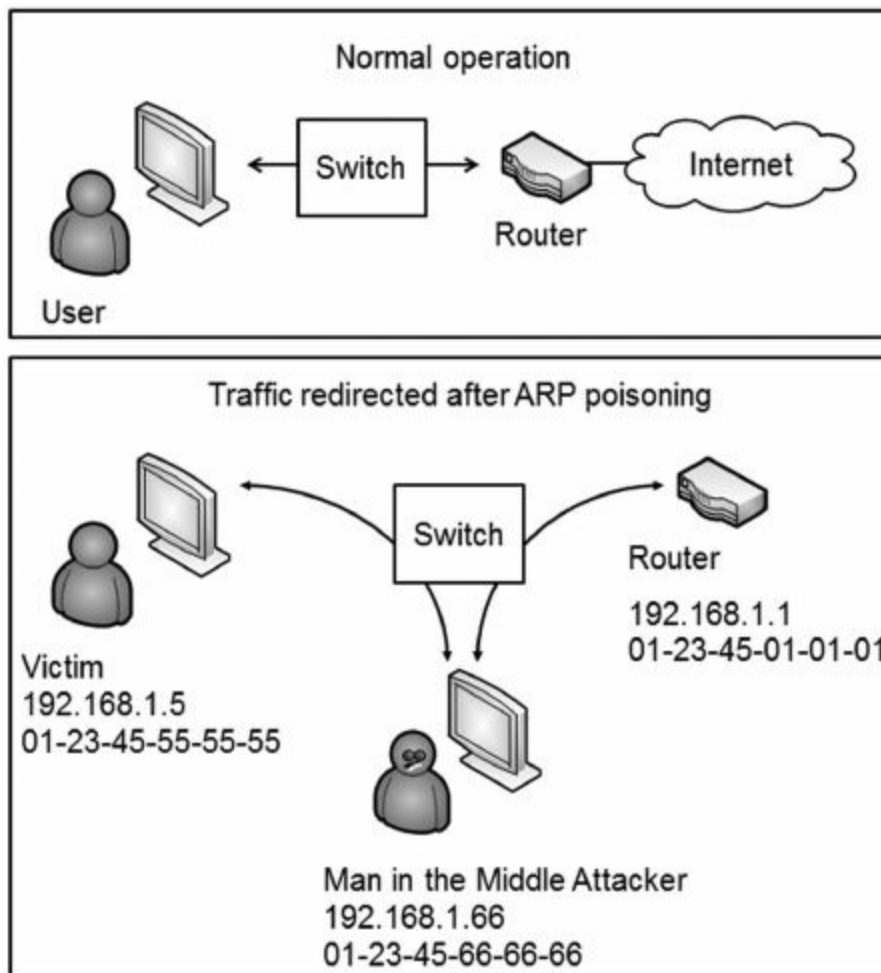 Normal operation
Switch
Internet
Router
User
Traffic redirected after ARP poisoning
Switch
Router
192.168.1.1
01-23-45-01-01-01
Victim
192.168.1.5
01-23-45-55-55-55
Man in the Middle Attacker
192.168.1.66
01-23-45-66-66-66